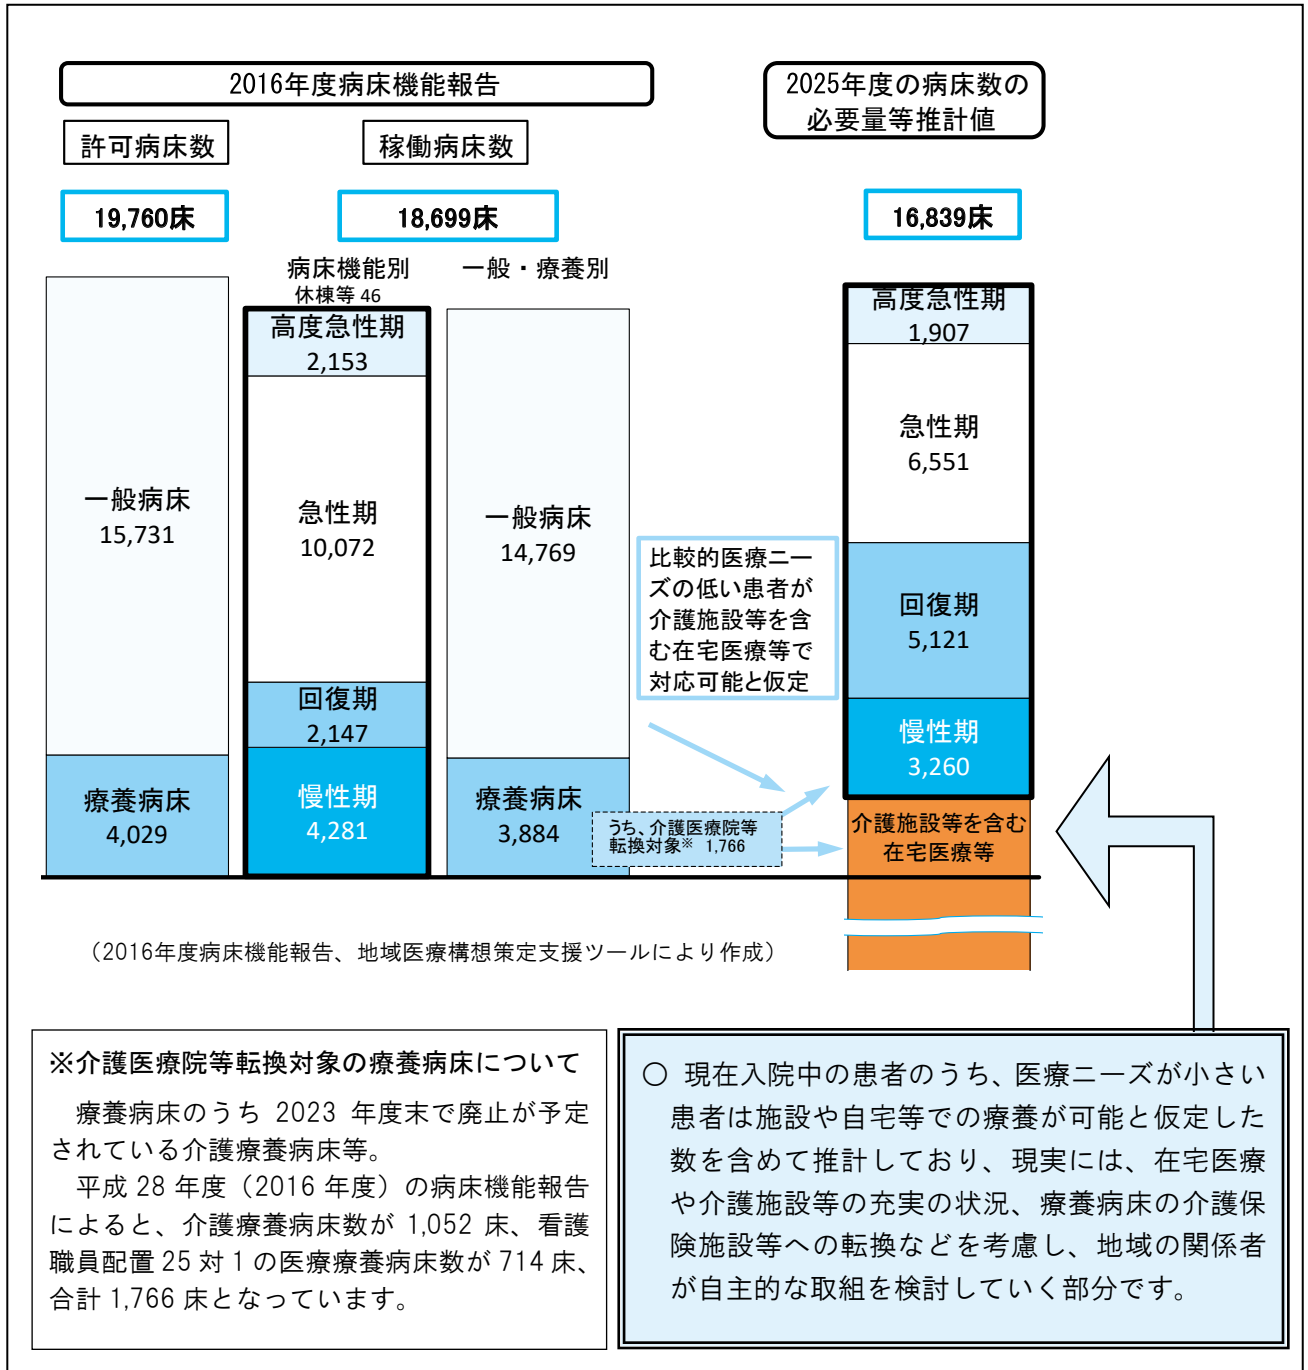 2016年度病床機能報告
2025年度の病床数の
必要量等推計値
許可病床数
稼働病床数
19,760床
18,699床
16,839床
病床機能別
一般・療養別
休棟等 46
一般病床
15,731
療養病床
4,029
高度急性期
2,153
急性期
10,072
回復期
2,147
慢性期
4,281
一般病床
14,769
療養病床
3,884
比較的医療ニー
ズの低い患者が
介護施設等を含
む在宅医療等で
対応可能と仮定
うち、介護医療院等
転換対象※ 1,766
高度急性期
1,907
急性期
6,551
回復期
5,121
慢性期
3,260
介護施設等を含む
在宅医療等
（2016年度病床機能報告、地域医療構想策定支援ツールにより作成）
※介護医療院等転換対象の療養病床について
療養病床のうち 2023 年度末で廃止が予定
されている介護療養病床等。
平成 28 年度（2016 年度）の病床機能報告
によると、介護療養病床数が 1,052 床、看護
職員配置 25 対 1 の医療療養病床数が 714 床、
合計 1,766 床となっています。
○ 現在入院中の患者のうち、医療ニーズが小さい
患者は施設や自宅等での療養が可能と仮定した
数を含めて推計しており、現実には、在宅医療
や介護施設等の充実の状況、療養病床の介護保
険施設等への転換などを考慮し、地域の関係者
が自主的な取組を検討していく部分です。